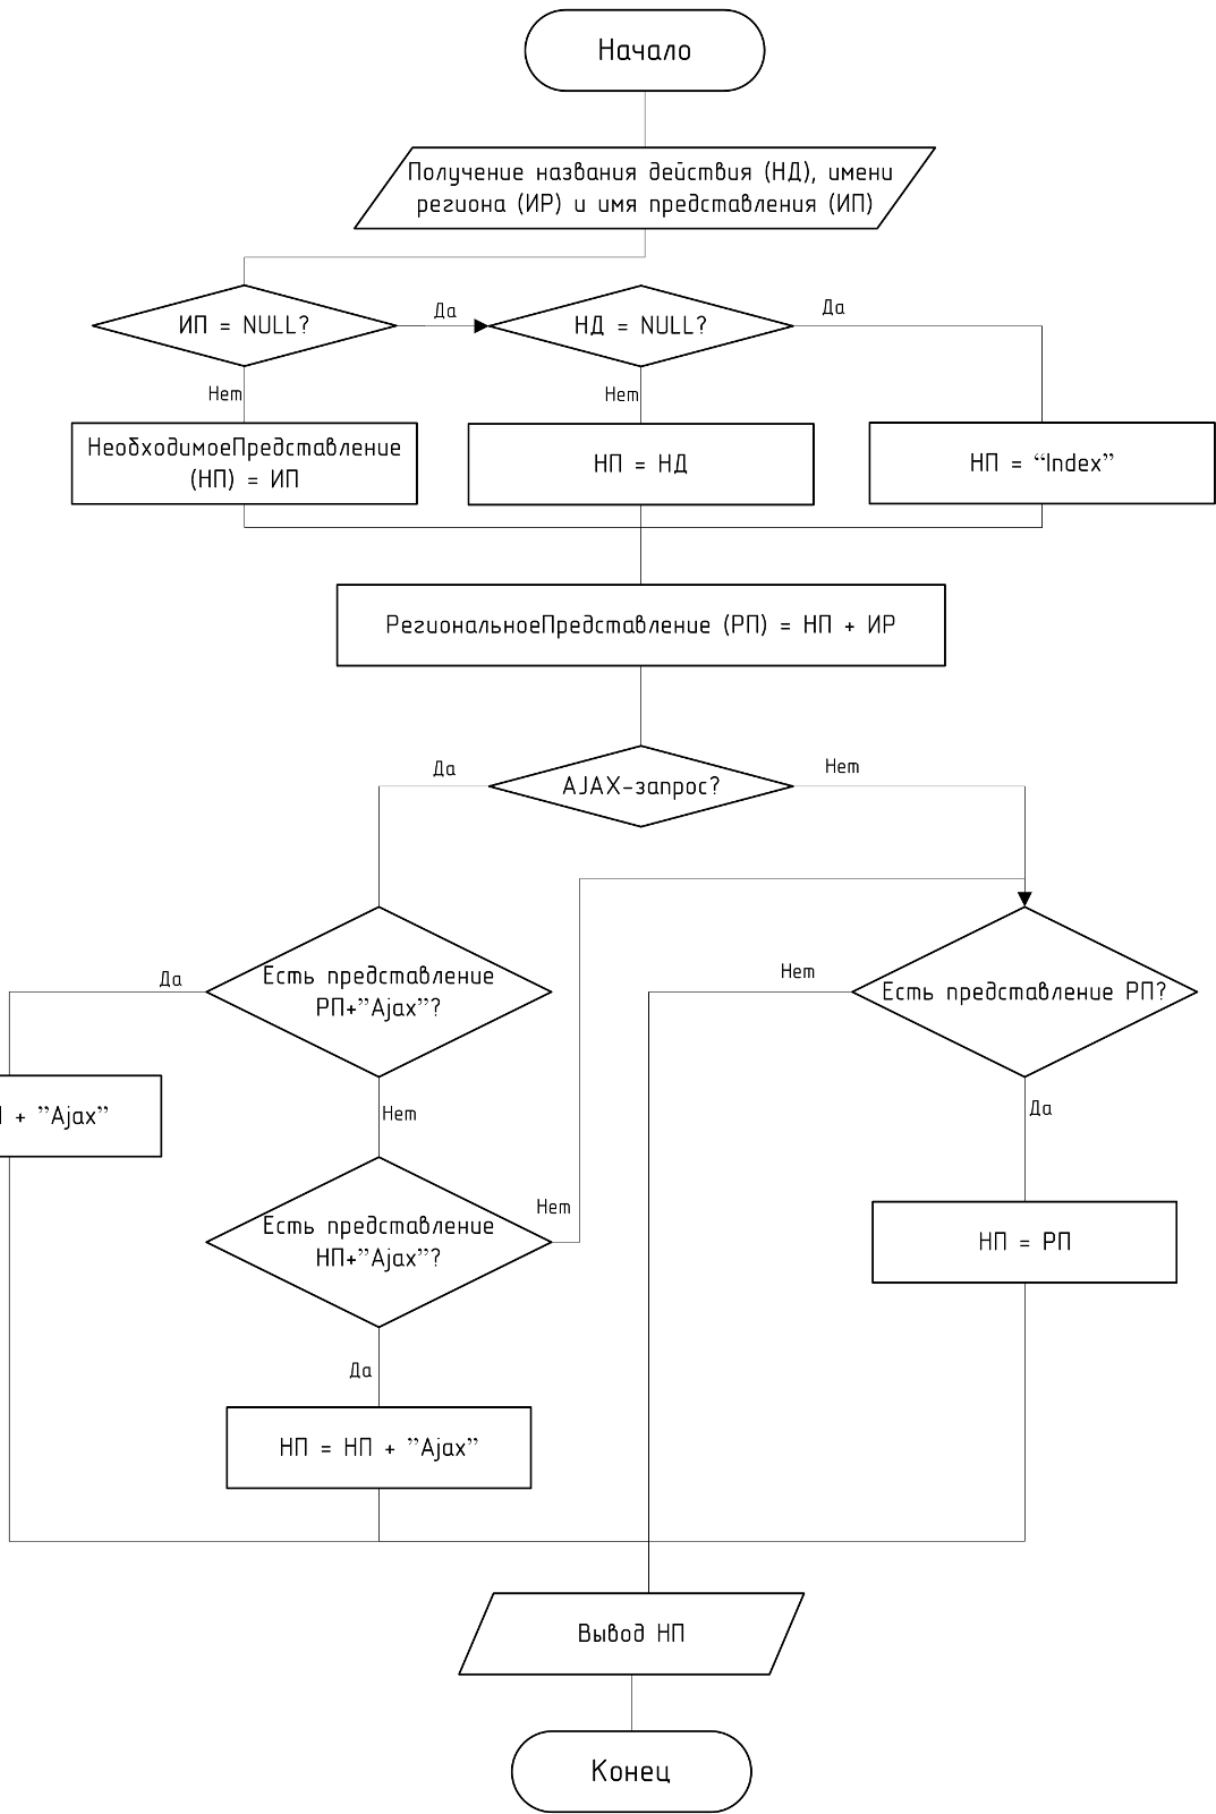 Начало
Получение названия действия (НД), имени
региона (ИР) и имя представления (ИП)
ИП = NULL?
Да
НД = NULL?
Да
Нет
Нет
НеобходимоеПредставление
(НП) = ИП
НП = НД
НП = “Index”
РегиональноеПредставление (РП) = НП + ИР
Да
AJAX-запрос?
Нет
Да
Есть представление
РП+”Ajax”?
Нет
Есть представление РП?
+ ”Ajax”
Нет
Да
Есть представление
НП+”Ajax”?
Нет
НП = РП
Да
НП = НП + ”Ajax”
Вывод НП
Конец